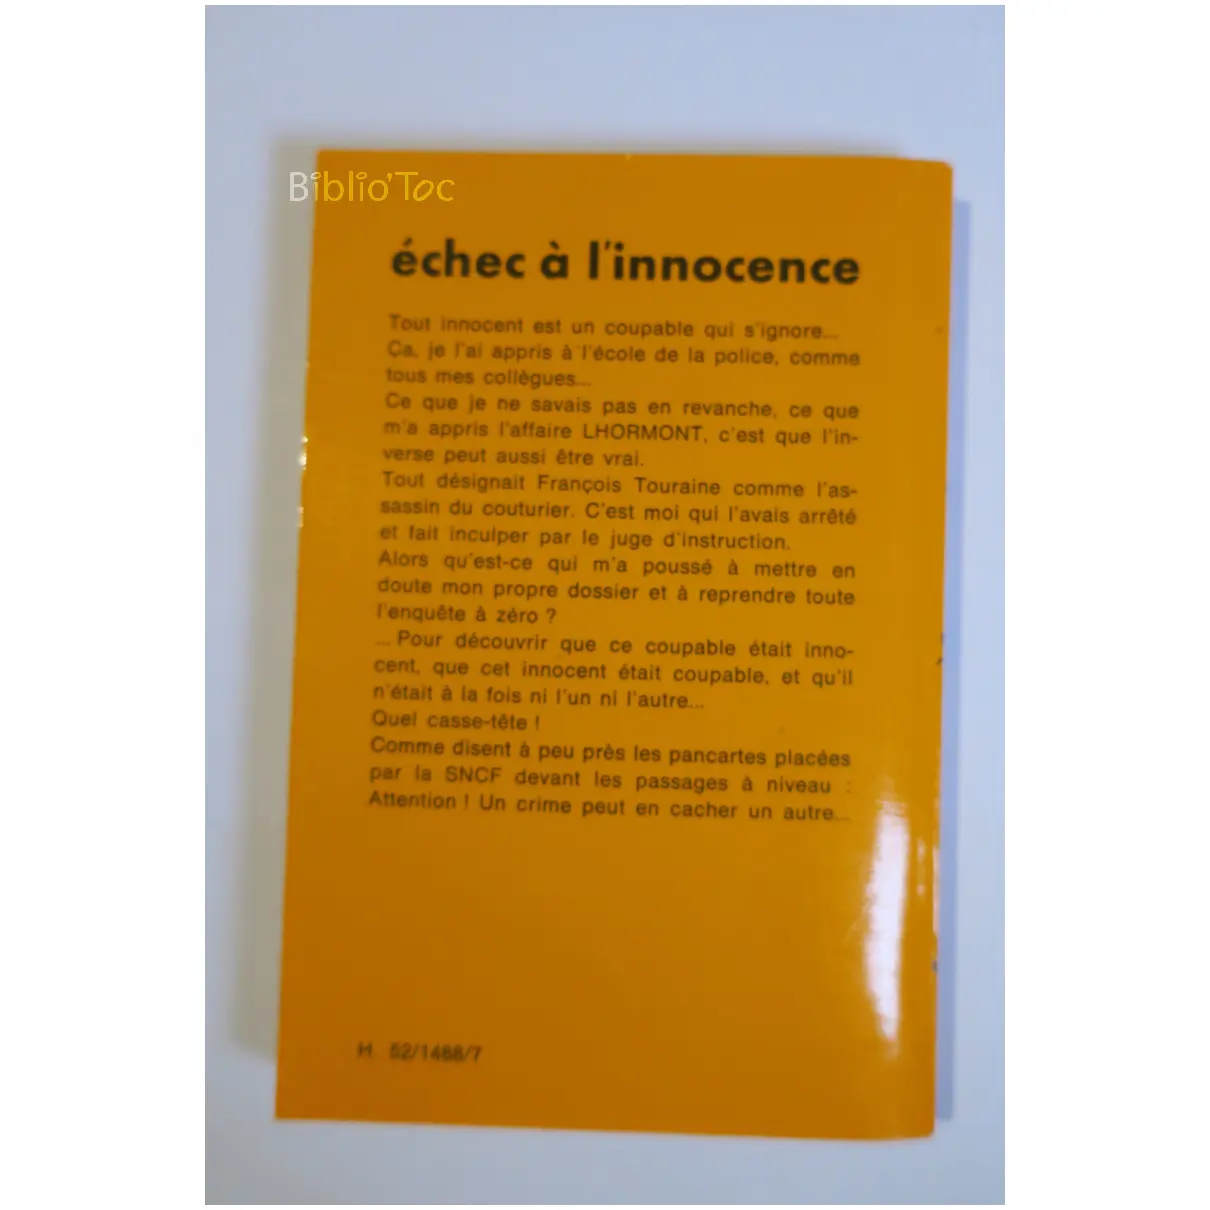 Biblio'Toc
échec à l'innocence
Tout innocent est un coupable qui s'ignore...
Ça, je l'ai appris à l'école de la police, comme
tous mes collègues...
Ce que je ne savais pas en revanche, ce que
m'a appris l'affaire LHORMONT, c'est que l'in-
verse peut aussi être vrai.
Tout désignait François Touraine comme l'as-
sassin du couturier. C'est moi qui l'avais arrêté
et fait inculper par le juge d'instruction.
Alors qu'est-ce qui m'a poussé à mettre en
doute mon propre dossier et à reprendre toute
l'enquête à zéro ?
... Pour découvrir que ce coupable était inno-
cent, que cet innocent était coupable, et qu'il
n'était à la fois ni l'un ni l'autre...
Quel casse-tête !
Comme disent à peu près les pancartes placées
par la SNCF devant les passages à niveau :
Attention ! Un crime peut en cacher un autre...
H 52/1488/7